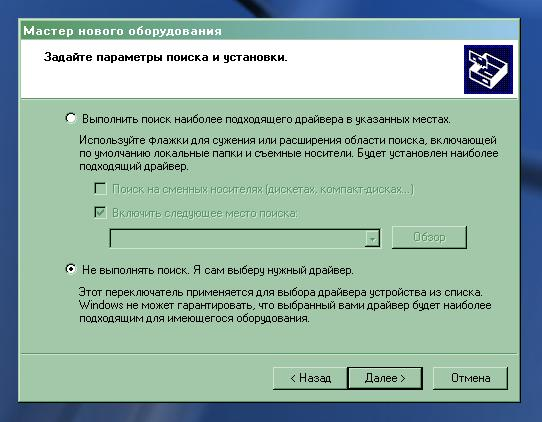 Мастер нового оборудования
Задайте параметры поиска и установки.
Выполнить поиск наиболее подходящего драйвера в указанных местах.
Используйте флажки для сужения или расширения области поиска, включающей
по умолчанию локальные папки и съемные носители. Будет установлен наиболее
подходящий драйвер.
Поиск на сменных носителях (дискетах, компакт-дисках...)
Включить следующее место поиска:
Обзор
Не выполнять поиск. Я сам выберу нужный драйвер.
Этот переключатель применяется для выбора драйвера устройства из списка.
Windows не может гарантировать, что выбранный вами драйвер будет наиболее
подходящим для имеющегося оборудования.
< Назад
Далее >
Отмена